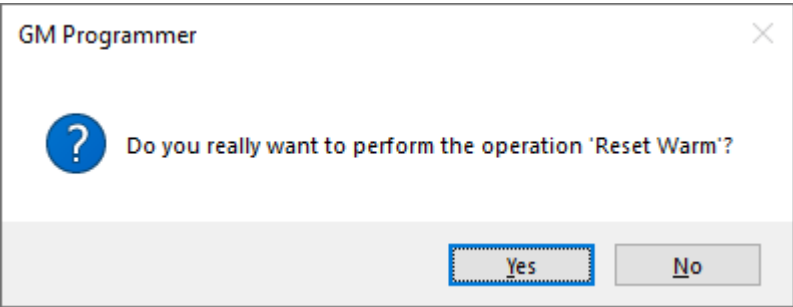 GM Programmer
Do you really want to perform the operation 'Reset Warm'?
Yes
No